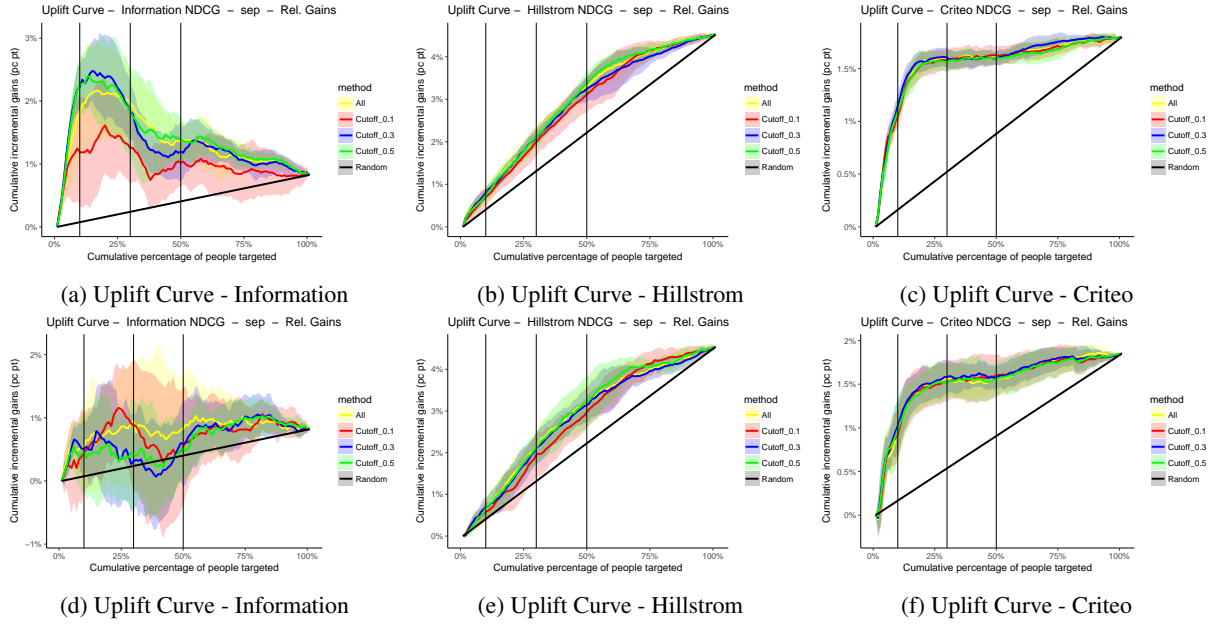 Uplift Curve – Information NDCG – sep – Rel. Gains
Cumulative incremental gains (pc pt)
3%
2%
1%
0%
0% 25% 50% 75% 100%
Cumulative percentage of people targeted
method
All
Cutoff_0.1
Cutoff_0.3
Cutoff_0.5
Random
(a) Uplift Curve - Information
Uplift Curve – Hillstrom NDCG – sep – Rel. Gains
Cumulative incremental gains (pc pt)
4%
3%
2%
1%
0%
0% 25% 50% 75% 100%
Cumulative percentage of people targeted
method
All
Cutoff_0.1
Cutoff_0.3
Cutoff_0.5
Random
(b) Uplift Curve - Hillstrom
Uplift Curve – Criteo NDCG – sep – Rel. Gains
Cumulative incremental gains (pc pt)
1.5%
1%
0.5%
0%
0% 25% 50% 75% 100%
Cumulative percentage of people targeted
method
All
Cutoff_0.1
Cutoff_0.3
Cutoff_0.5
Random
(c) Uplift Curve - Criteo
Uplift Curve – Information NDCG – sep – Rel. Gains
Cumulative incremental gains (pc pt)
2%
1%
0%
−1%
0% 25% 50% 75% 100%
Cumulative percentage of people targeted
method
All
Cutoff_0.1
Cutoff_0.3
Cutoff_0.5
Random
(d) Uplift Curve - Information
Uplift Curve – Hillstrom NDCG – sep – Rel. Gains
Cumulative incremental gains (pc pt)
4%
3%
2%
1%
0%
0% 25% 50% 75% 100%
Cumulative percentage of people targeted
method
All
Cutoff_0.1
Cutoff_0.3
Cutoff_0.5
Random
(e) Uplift Curve - Hillstrom
Uplift Curve – Criteo NDCG – sep – Rel. Gains
Cumulative incremental gains (pc pt)
2%
1.5%
1%
0.5%
0%
0% 25% 50% 75% 100%
Cumulative percentage of people targeted
method
All
Cutoff_0.1
Cutoff_0.3
Cutoff_0.5
Random
(f) Uplift Curve - Criteo